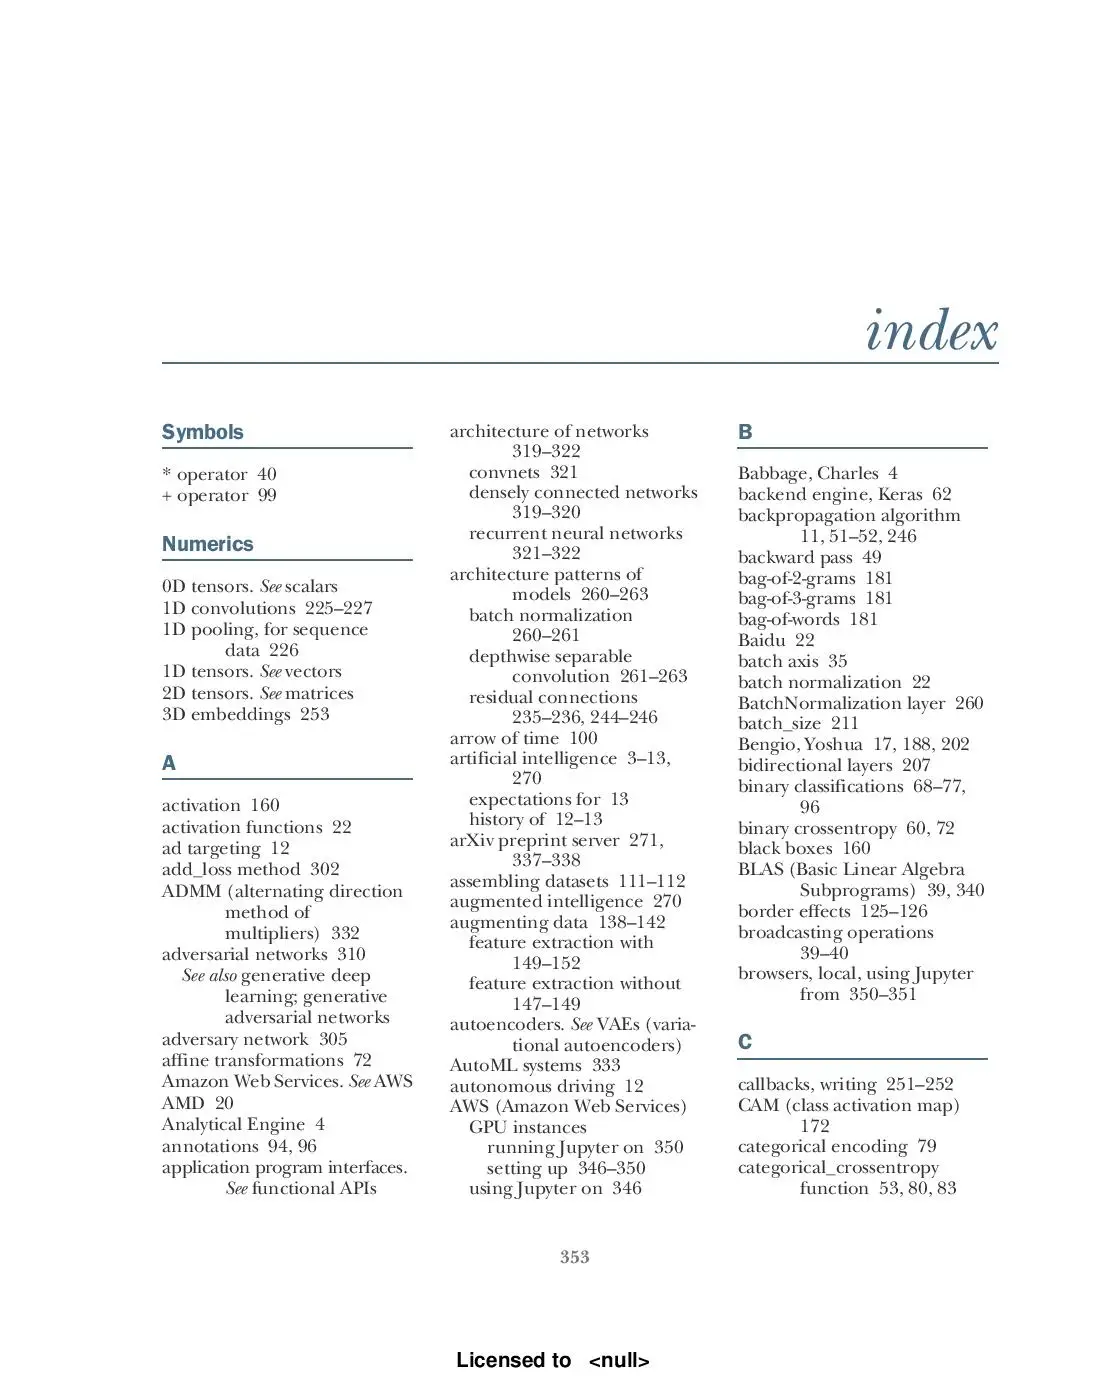 index
Symbols
* operator 40
+ operator 99
Numerics
0D tensors. See scalars
1D convolutions 225–227
1D pooling, for sequence
data 226
1D tensors. See vectors
2D tensors. See matrices
3D embeddings 253
A
activation 160
activation functions 22
ad targeting 12
add_loss method 302
ADMM (alternating direction
method of
multipliers) 332
adversarial networks 310
See also generative deep
learning; generative
adversarial networks
adversary network 305
affine transformations 72
Amazon Web Services. See AWS
AMD 20
Analytical Engine 4
annotations 94, 96
application program interfaces.
See functional APIs
architecture of networks
319–322
convnets 321
densely connected networks
319–320
recurrent neural networks
321–322
architecture patterns of
models 260–263
batch normalization
260–261
depthwise separable
convolution 261–263
residual connections
235–236, 244–246
arrow of time 100
artificial intelligence 3–13,
270
expectations for 13
history of 12–13
arXiv preprint server 271,
337–338
assembling datasets 111–112
augmented intelligence 270
augmenting data 138–142
feature extraction with
149–152
feature extraction without
147–149
autoencoders. See VAEs (varia-
tional autoencoders)
AutoML systems 333
autonomous driving 12
AWS (Amazon Web Services)
GPU instances
running Jupyter on 350
setting up 346–350
using Jupyter on 346
B
Babbage, Charles 4
backend engine, Keras 62
backpropagation algorithm
11, 51–52, 246
backward pass 49
bag-of-2-grams 181
bag-of-3-grams 181
bag-of-words 181
Baidu 22
batch axis 35
batch normalization 22
BatchNormalization layer 260
batch_size 211
Bengio, Yoshua 17, 188, 202
bidirectional layers 207
binary classifications 68–77,
96
binary crossentropy 60, 72
black boxes 160
BLAS (Basic Linear Algebra
Subprograms) 39, 340
border effects 125–126
broadcasting operations
39–40
browsers, local, using Jupyter
from 350–351
C
callbacks, writing 251–252
CAM (class activation map)
172
categorical encoding 79
categorical_crossentropy
function 53, 80, 83
353
Licensed to <null>